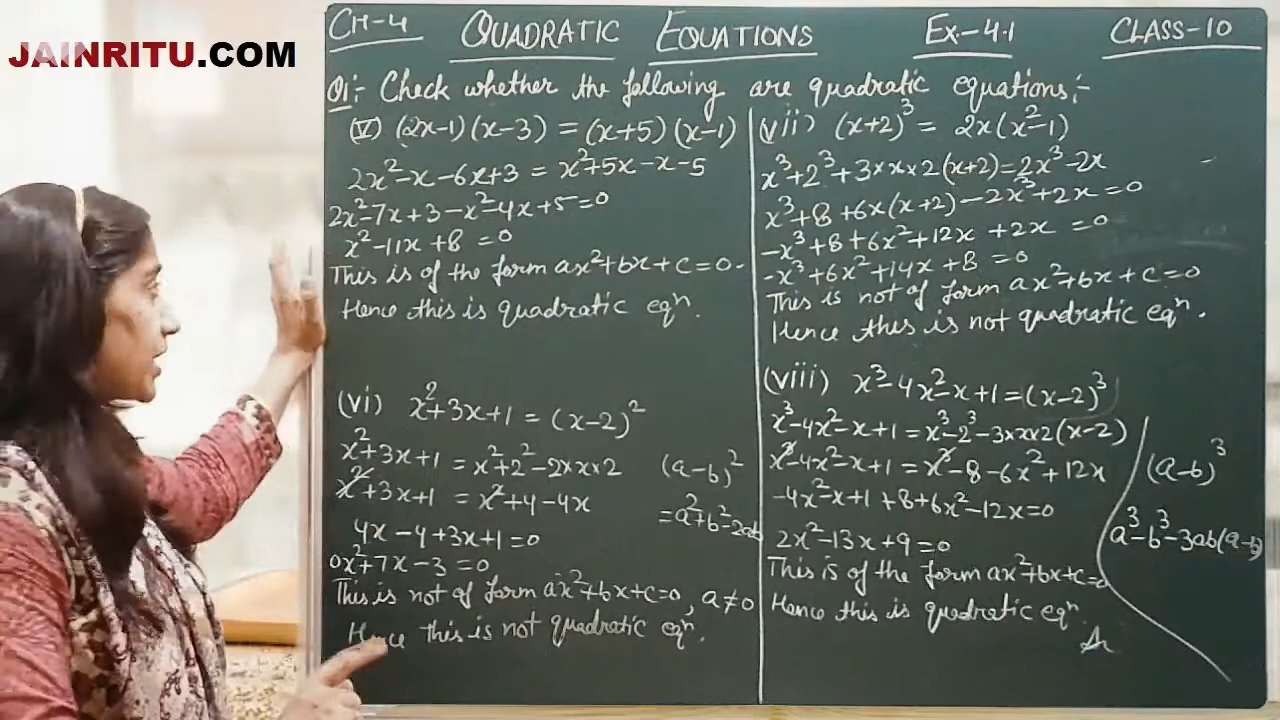 JAINRITU.COM
CH-4 QUADRATIC EQUATIONS Ex-4.1 CLASS-10
Q1:- Check whether the following are quadratic equations:-
(v) (2x-1)(x-3) = (x+5)(x-1)
2x²-x-6x+3 = x²+5x-x-5
2x²-7x+3-x²-4x+5=0
x²-11x+8=0
This is of the form ax²+bx+c=0.
Hence this is quadratic eqⁿ.
(vi) x²+3x+1 = (x-2)²
x²+3x+1 = x²+2²-2×x×2
x²+3x+1 = x²+4-4x
4x-4+3x+1=0
0x²+7x-3=0
This is not of form ax²+bx+c=0, a≠0
Hence this is not quadratic eqⁿ.
(a-b)²
=a²+b²-2ab
(vii) (x+2)³ = 2x(x²-1)
x³+2³+3×x×2(x+2)=2x³-2x
x³+8+6x(x+2)-2x³+2x=0
-x³+8+6x²+12x+2x=0
-x³+6x²+14x+8=0
This is not of form ax²+bx+c=0
Hence this is not quadratic eqⁿ.
(viii) x³-4x²-x+1=(x-2)³
x³-4x²-x+1=x³-2³-3×x×2(x-2)
x³-4x²-x+1=x³-8-6x²+12x
-4x²-x+1+8+6x²-12x=0
2x²-13x+9=0
This is of the form ax²+bx+c=0
Hence this is quadratic eqⁿ.
(a-b)³
a³-b³-3ab(a-b)